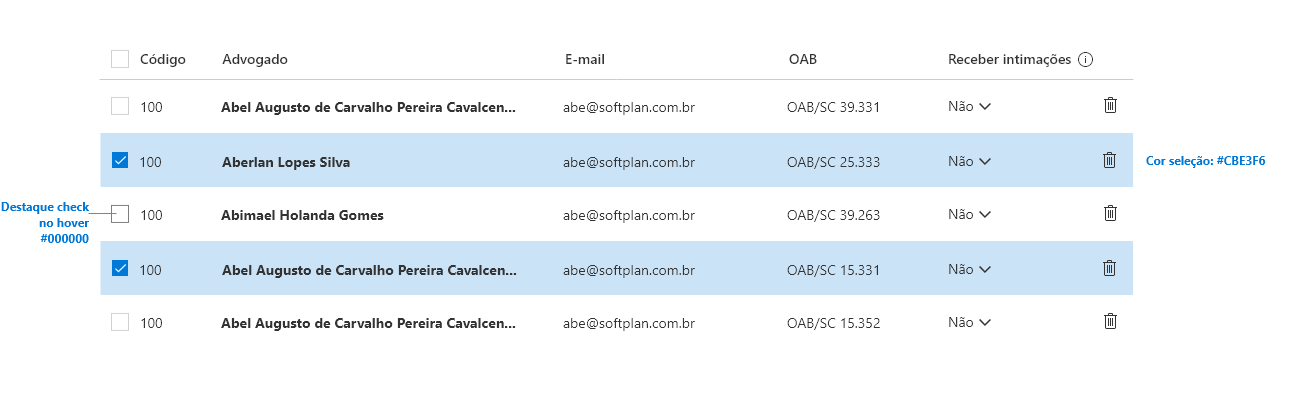 Código Advogado E-mail OAB Receber intimações
100 Abel Augusto de Carvalho Pereira Cavalcen... abe@softplan.com.br OAB/SC 39.331 Não
100 Aberlan Lopes Silva abe@softplan.com.br OAB/SC 25.333 Não
Cor seleção: #CBE3F6
Destaque check
no hover
#000000
100 Abimael Holanda Gomes abe@softplan.com.br OAB/SC 39.263 Não
100 Abel Augusto de Carvalho Pereira Cavalcen... abe@softplan.com.br OAB/SC 15.331 Não
100 Abel Augusto de Carvalho Pereira Cavalcen... abe@softplan.com.br OAB/SC 15.352 Não